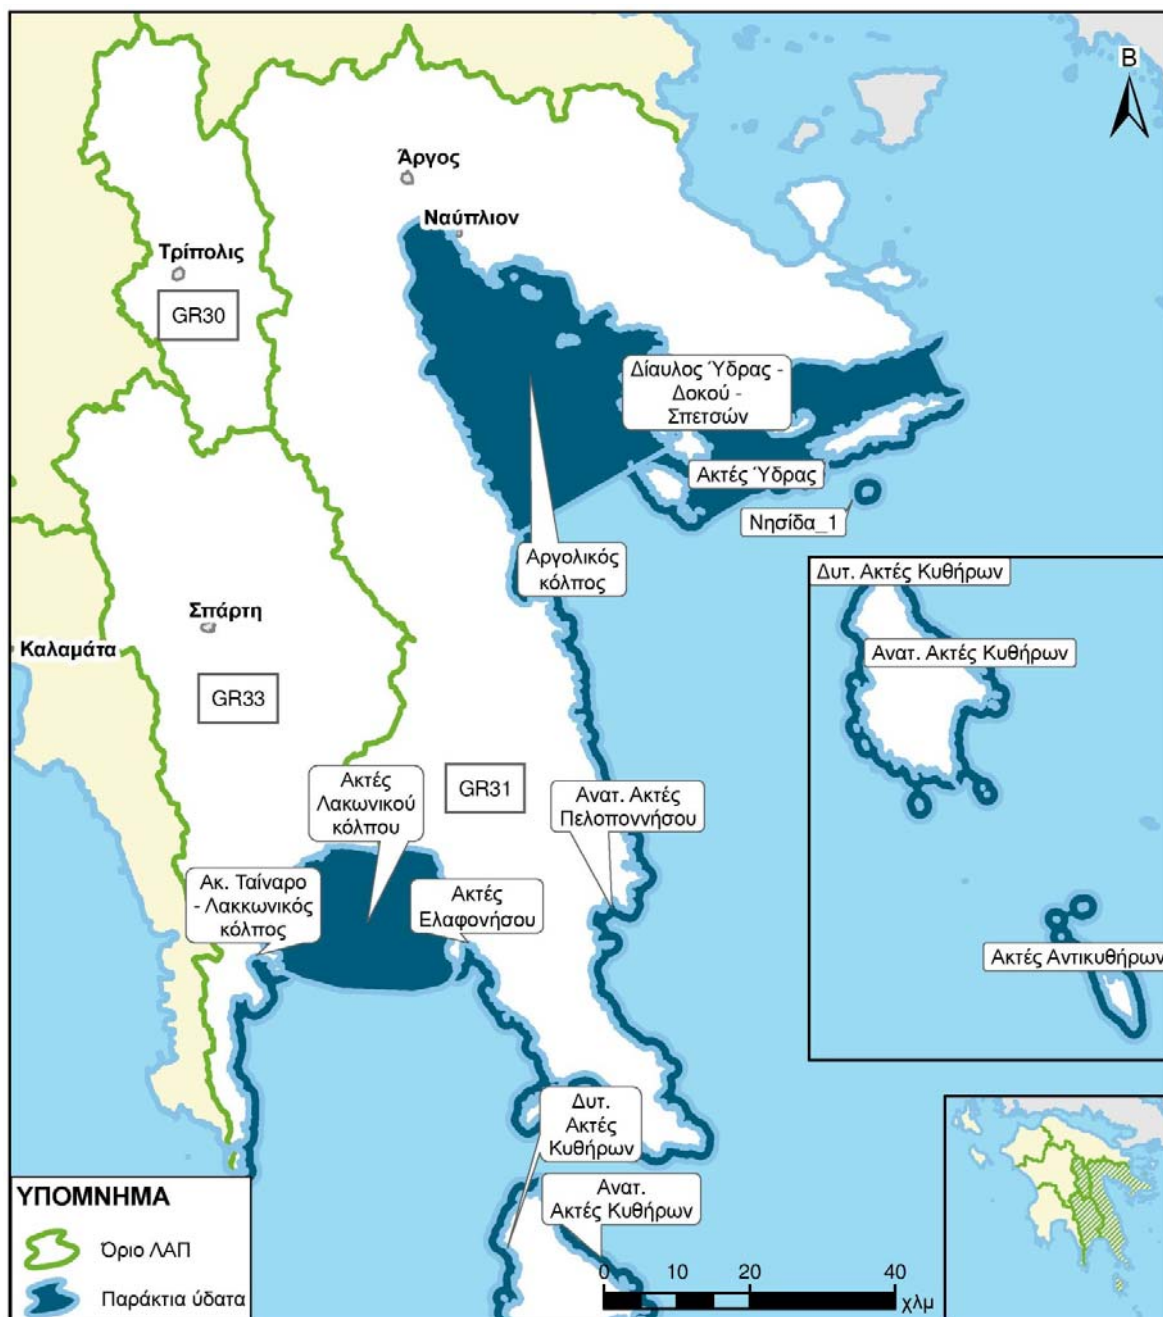 Β
Άργος
Ναύπλιον
Τρίπολις
GR30
Δίαυλος Ύδρας -
Δοκού -
Σπετσών
Ακτές Ύδρας
Νησίδα_1
Αργολικός
κόλπος
Δυτ. Ακτές Κυθήρων
Σπάρτη
Καλαμάτα
Ανατ. Ακτές Κυθήρων
GR33
Ακτές
Λακωνικού
κόλπου
GR31
Ανατ. Ακτές
Πελοποννήσου
Ακ. Ταίναρο
- Λακκωνικός
κόλπος
Ακτές
Ελαφονήσου
Ακτές Αντικυθήρων
Δυτ.
Ακτές
Κυθήρων
Ανατ.
Ακτές Κυθήρων
ΥΠΟΜΝΗΜΑ
Όριο ΛΑΠ
Παράκτια ύδατα
0 10 20 40
χλμ